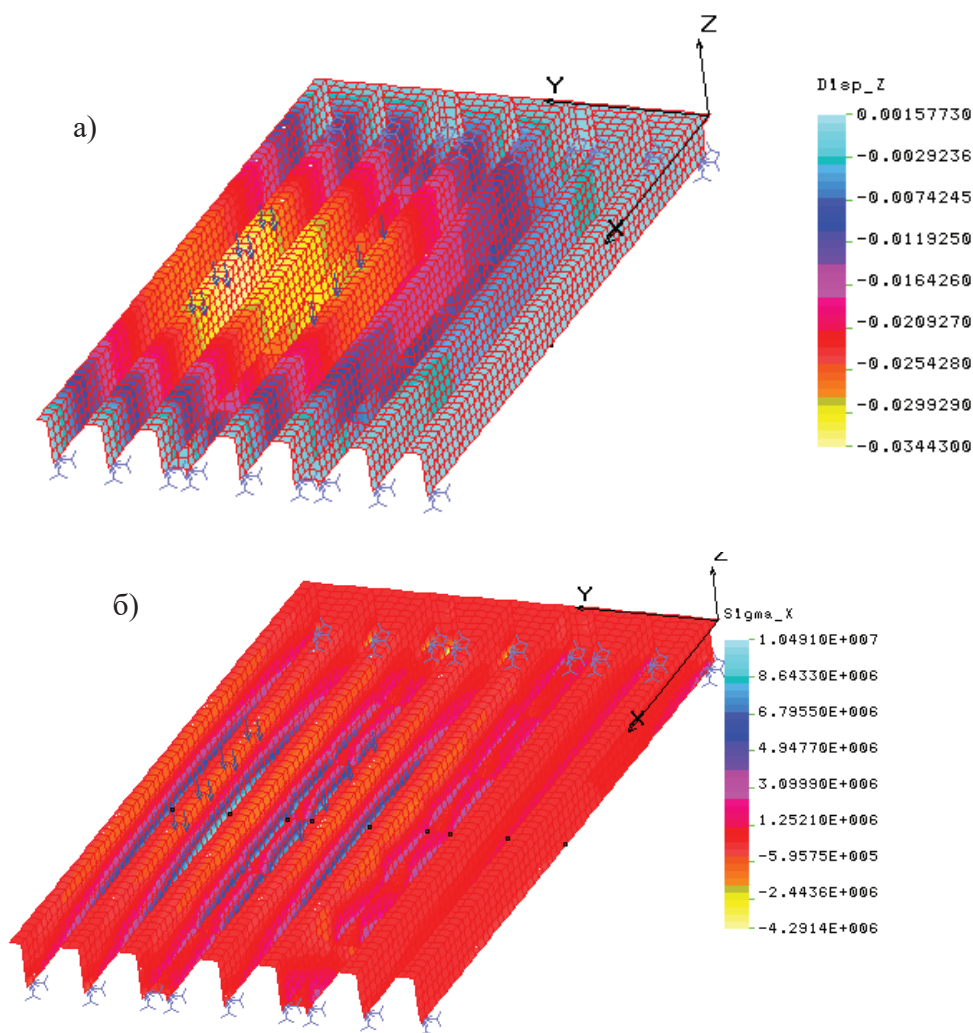 а)
Z
Y
X
Disp_Z
0.00157730
-0.0029236
-0.0074245
-0.0119250
-0.0164260
-0.0209270
-0.0254280
-0.0299290
-0.0344300
б)
Z
Y
X
Sigma_X
1.04910E+007
8.64330E+006
6.79550E+006
4.94770E+006
3.09990E+006
1.25210E+006
-5.9575E+005
-2.4436E+006
-4.2914E+006